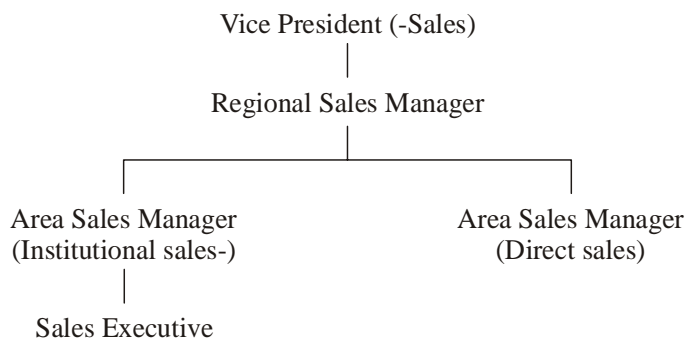 Vice President (-Sales)
Regional Sales Manager
Area Sales Manager
(Institutional sales-)
Area Sales Manager
(Direct sales)
Sales Executive